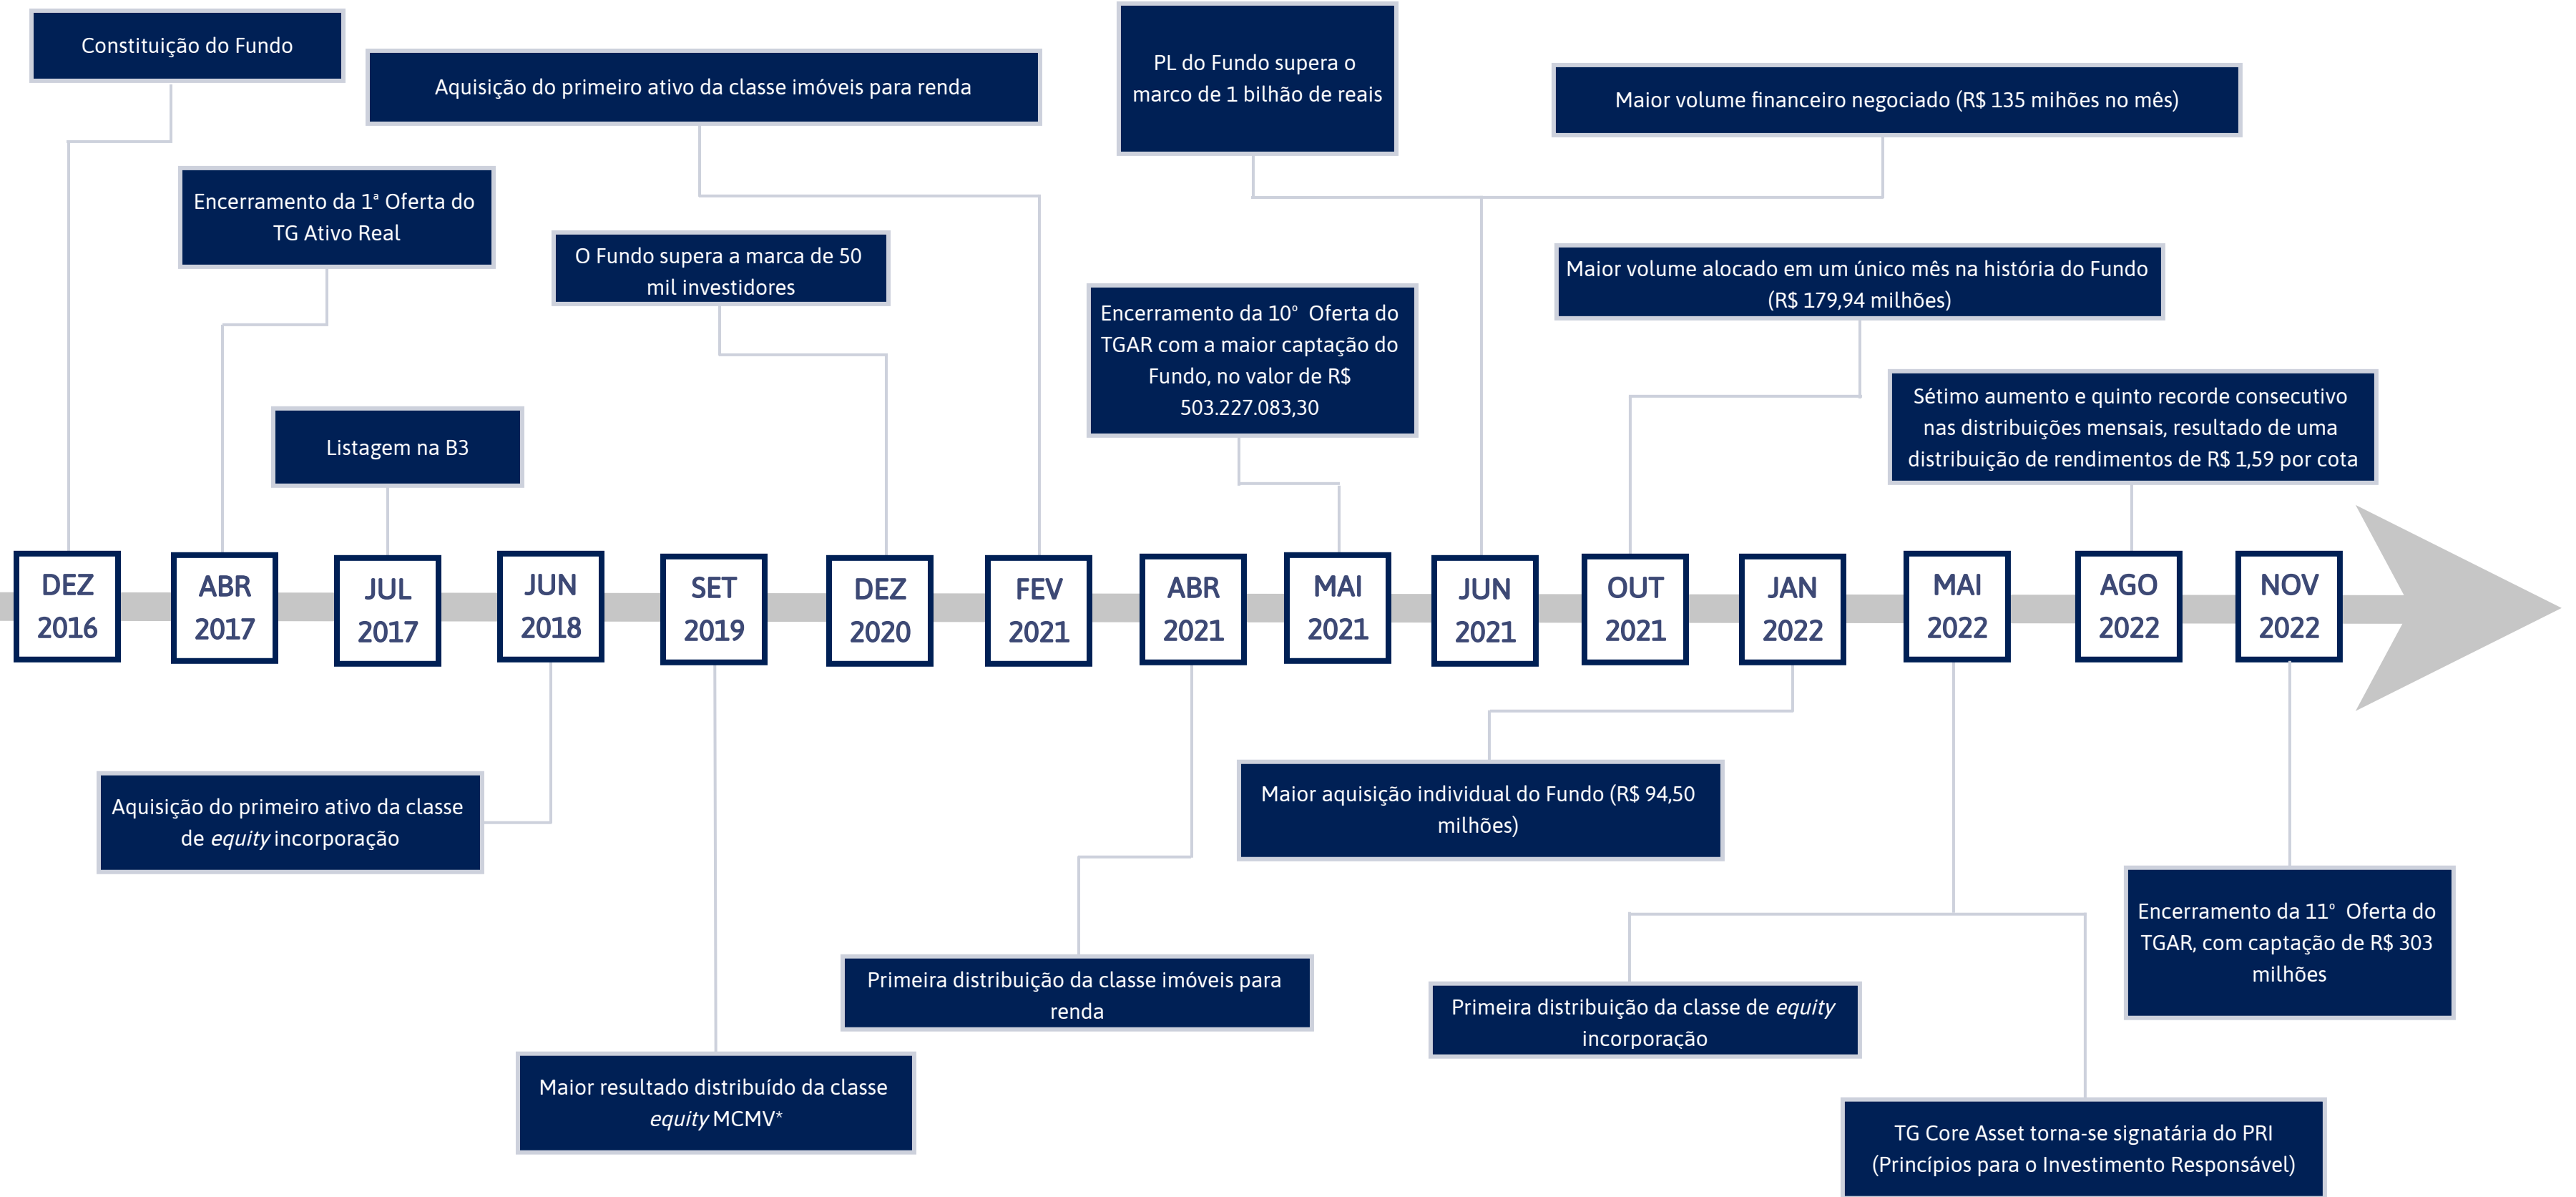 Constituição do Fundo
Aquisição do primeiro ativo da classe imóveis para renda
PL do Fundo supera o
marco de 1 bilhão de reais
Maior volume financeiro negociado (R$ 135 mihões no mês)
Encerramento da 1ª Oferta do
TG Ativo Real
O Fundo supera a marca de 50
mil investidores
Maior volume alocado em um único mês na história do Fundo
(R$ 179,94 milhões)
Encerramento da 10º Oferta do
TGAR com a maior captação do
Fundo, no valor de R$
503.227.083,30
Sétimo aumento e quinto recorde consecutivo
nas distribuições mensais, resultado de uma
distribuição de rendimentos de R$ 1,59 por cota
Listagem na B3
DEZ
2016
ABR
2017
JUL
2017
JUN
2018
SET
2019
DEZ
2020
FEV
2021
ABR
2021
MAI
2021
JUN
2021
OUT
2021
JAN
2022
MAI
2022
AGO
2022
NOV
2022
Aquisição do primeiro ativo da classe
de equity incorporação
Maior aquisição individual do Fundo (R$ 94,50
milhões)
Encerramento da 11º Oferta do
TGAR, com captação de R$ 303
milhões
Primeira distribuição da classe imóveis para
renda
Primeira distribuição da classe de equity
incorporação
Maior resultado distribuído da classe
equity MCMV*
TG Core Asset torna-se signatária do PRI
(Princípios para o Investimento Responsável)